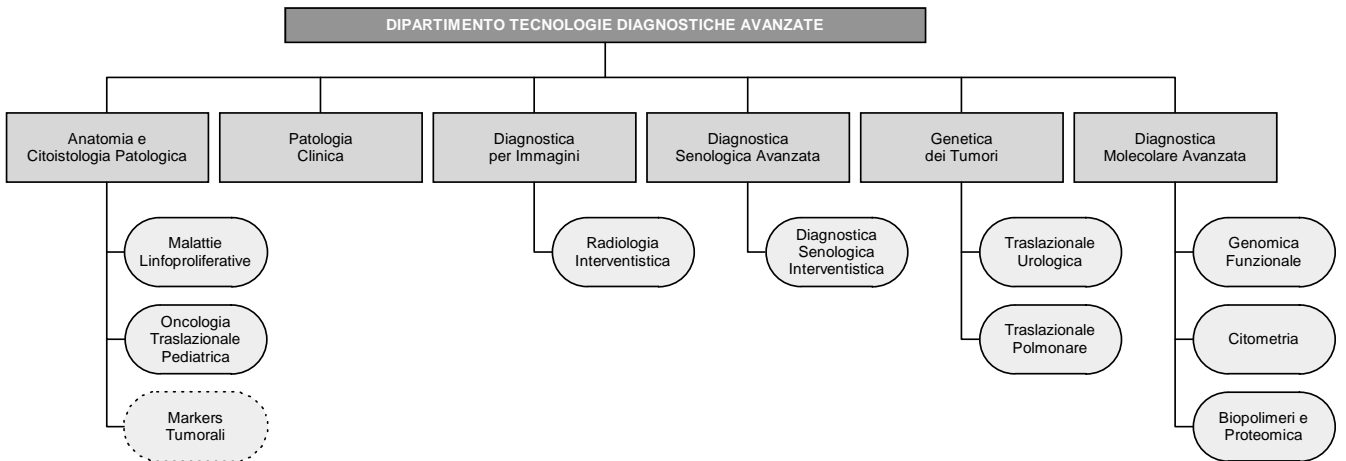 DIPARTIMENTO TECNOLOGIE DIAGNOSTICHE AVANZATE
Anatomia e
Citoistologia Patologica
Patologia
Clinica
Diagnostica
per Immagini
Diagnostica
Senologica Avanzata
Genetica
dei Tumori
Diagnostica
Molecolare Avanzata
Malattie
Linfoproliferative
Radiologia
Interventistica
Diagnostica
Senologica
Interventistica
Traslazionale
Urologica
Genomica
Funzionale
Oncologia
Traslazionale
Pediatrica
Traslazionale
Polmonare
Citometria
Markers
Tumorali
Biopolimeri e
Proteomica